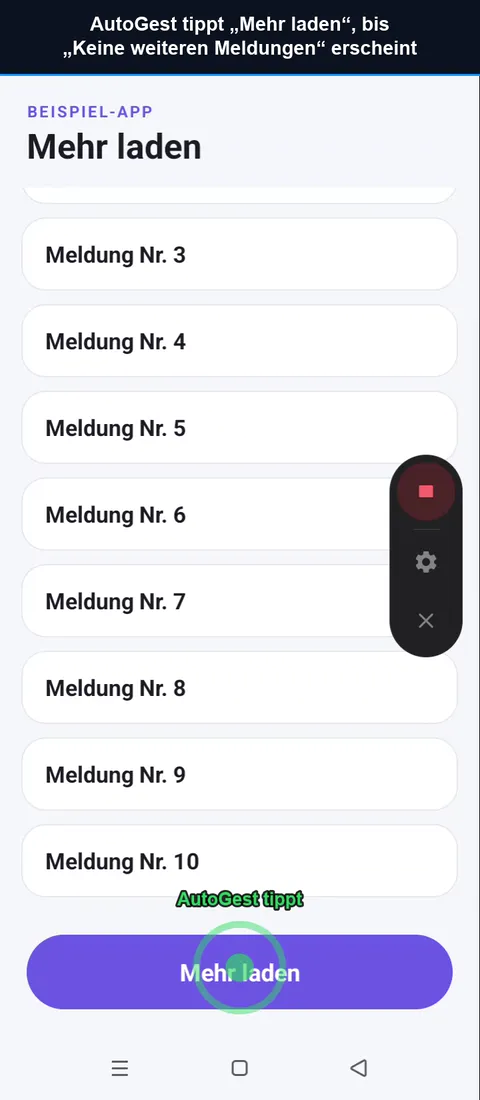 AutoGest tippt „Mehr laden“, bis
„Keine weiteren Meldungen“ erscheint
BEISPIEL-APP
Mehr laden
Meldung Nr. 3
Meldung Nr. 4
Meldung Nr. 5
Meldung Nr. 6
Meldung Nr. 7
Meldung Nr. 8
Meldung Nr. 9
Meldung Nr. 10
AutoGest tippt
Mehr laden